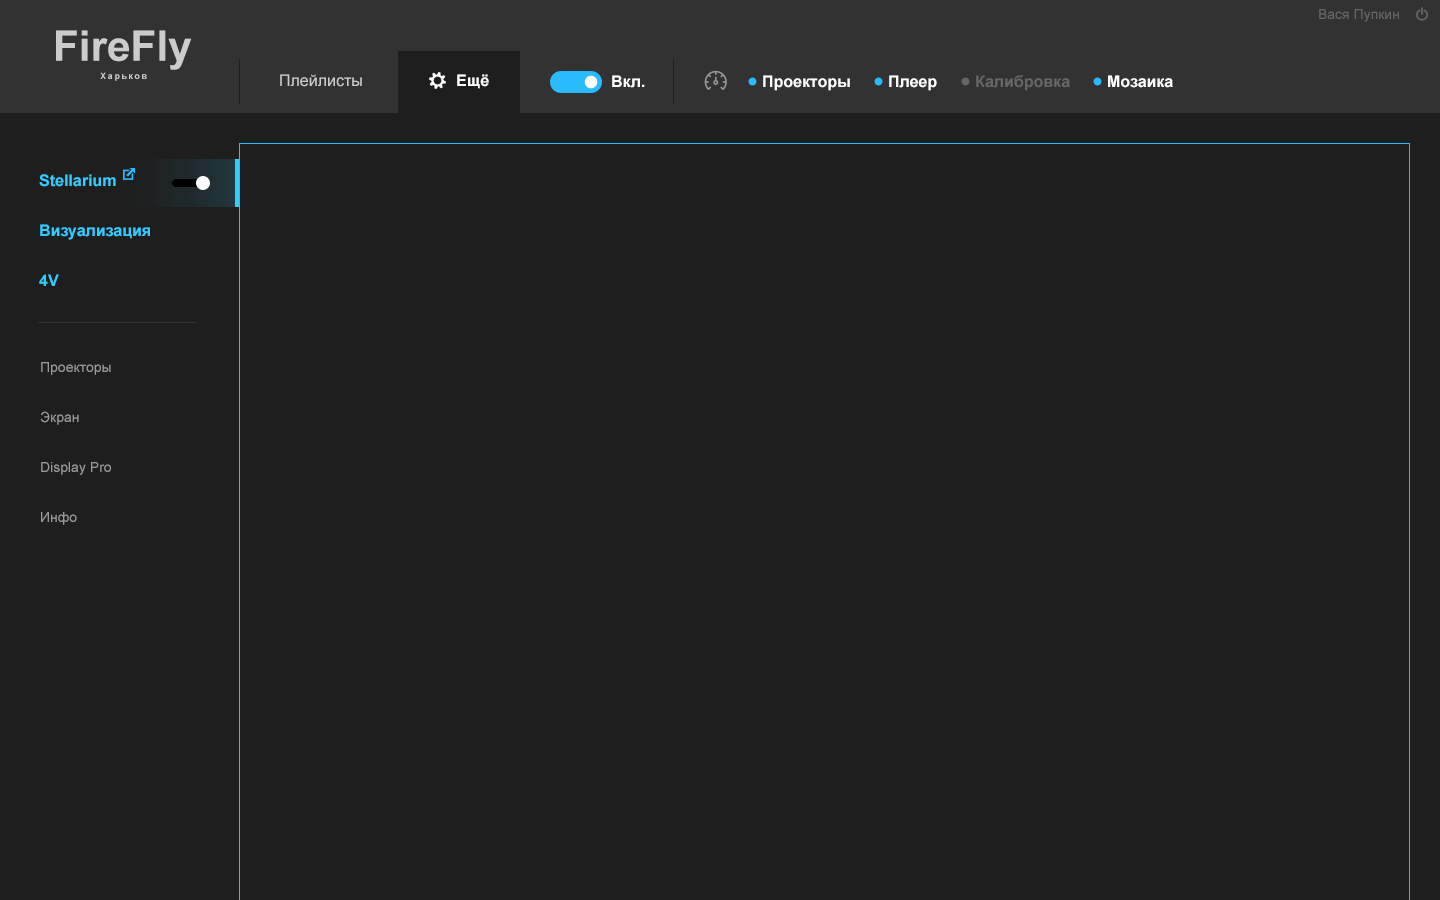 Вася Пупкин
FireFly
Харьков
Плейлисты
Ещё
Вкл.
Проекторы
Плеер
Калибровка
Мозаика
Stellarium
Визуализация
4V
Проекторы
Экран
Display Pro
Инфо